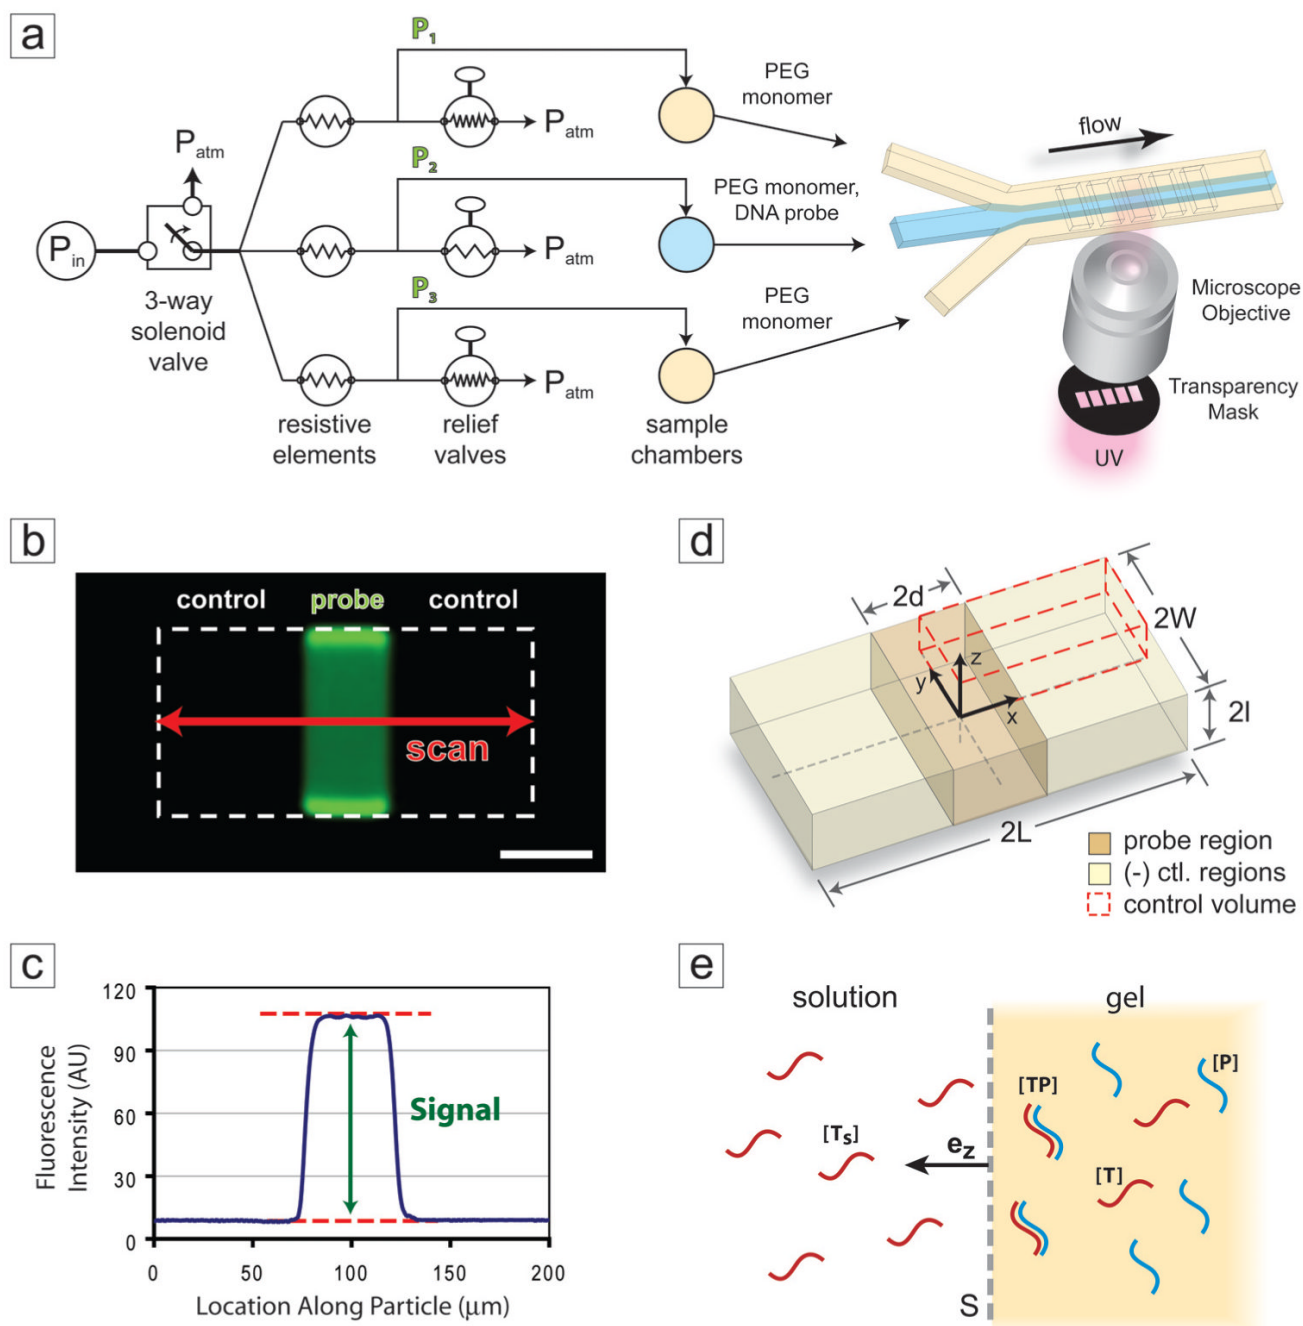 a
P1
PEG
monomer
Patm
Patm
flow
P2
PEG monomer,
DNA probe
Pin
Patm
3-way
solenoid
valve
P3
PEG
monomer
Microscope
Objective
Patm
resistive
elements
relief
valves
sample
chambers
Transparency
Mask
UV
b
control probe control
scan
d
2d
2W
z
y
x
2l
2L
probe region
(-) ctl. regions
control volume
c
120
90
60
30
0
Fluorescence
Intensity (AU)
Signal
0 50 100 150 200
Location Along Particle (μm)
e
solution gel
[P]
[TP]
[Ts]
ez
[T]
S